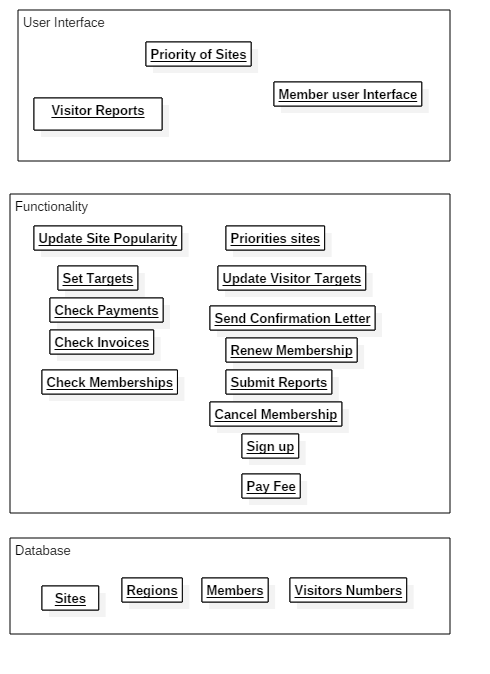 User Interface
Priority of Sites
Member user Interface
Visitor Reports
Functionality
Update Site Popularity
Priorities sites
Set Targets
Update Visitor Targets
Check Payments
Send Confirmation Letter
Check Invoices
Renew Membership
Check Memberships
Submit Reports
Cancel Membership
Sign up
Pay Fee
Database
Sites
Regions
Members
Visitors Numbers